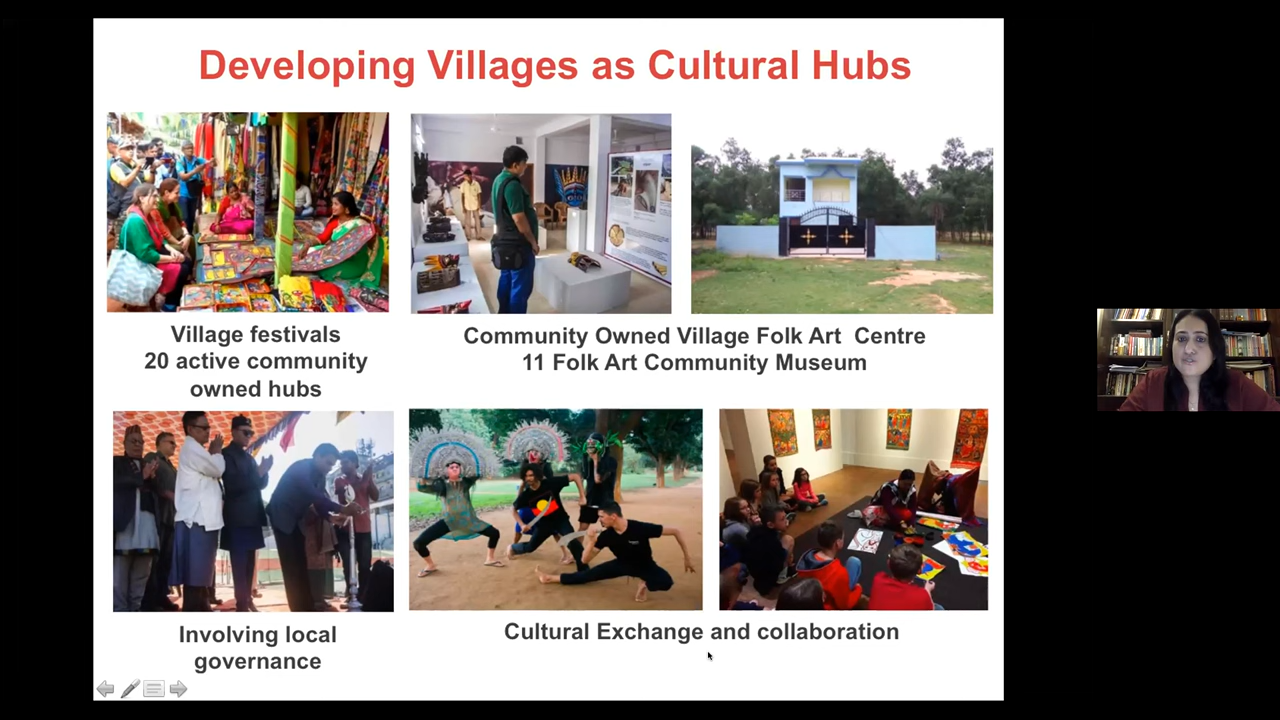 Developing Villages as Cultural Hubs
Village festivals
20 active community
owned hubs
Community Owned Village Folk Art Centre
11 Folk Art Community Museum
Involving local
governance
Cultural Exchange and collaboration